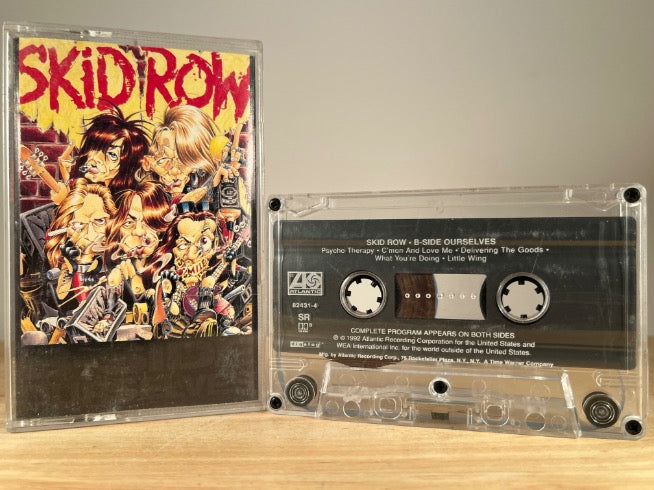 SKID ROW
SKID ROW • B-SIDE OURSELVES
Psycho Therapy • C'mon And Love Me • Delivering The Goods •
What You're Doing • Little Wing
ATLANTIC
82431-4
SR
COMPLETE PROGRAM APPEARS ON BOTH SIDES
℗ © 1992 Atlantic Recording Corporation for the United States and
WEA International Inc. for the world outside of the United States.
Mfg. by Atlantic Recording Corp., 75 Rockefeller Plaza, N.Y., N.Y. A Time Warner Company